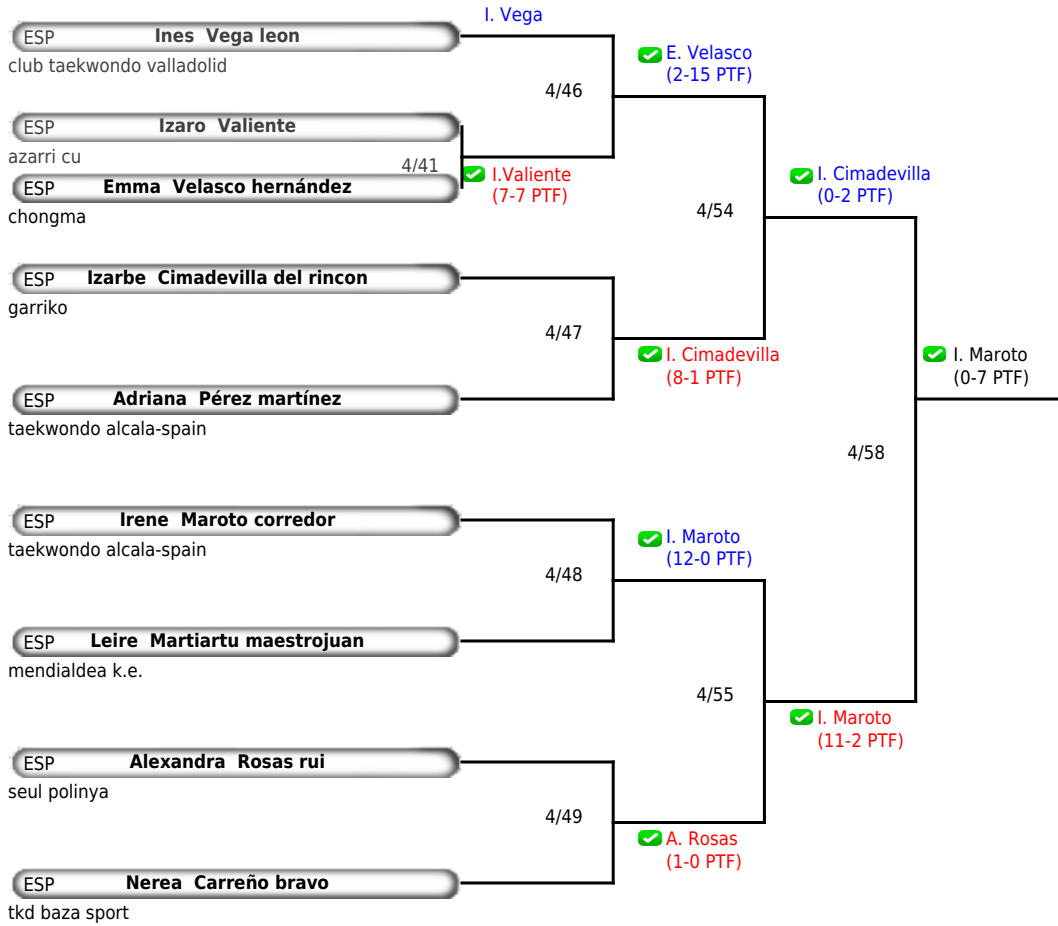 I. Vega
ESP Ines Vega leon
club taekwondo valladolid
E. Velasco
(2-15 PTF)
4/46
ESP Izaro Valiente
azarri cu
4/41
I.Valiente
(7-7 PTF)
ESP Emma Velasco hernández
chongma
I. Cimadevilla
(0-2 PTF)
4/54
ESP Izarbe Cimadevilla del rincon
garriko
4/47
I. Cimadevilla
(8-1 PTF)
I. Maroto
(0-7 PTF)
ESP Adriana Pérez martínez
taekwondo alcala-spain
4/58
ESP Irene Maroto corredor
taekwondo alcala-spain
I. Maroto
(12-0 PTF)
4/48
ESP Leire Martiartu maestrojuan
mendialdea k.e.
4/55
I. Maroto
(11-2 PTF)
ESP Alexandra Rosas rui
seul polinya
4/49
A. Rosas
(1-0 PTF)
ESP Nerea Carreño bravo
tkd baza sport